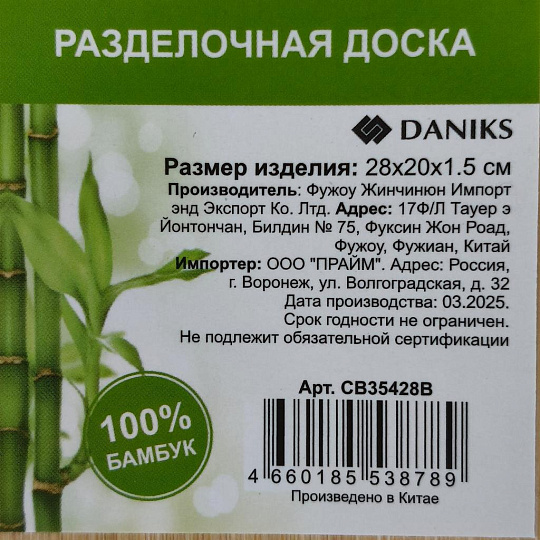 РАЗДЕЛОЧНАЯ ДОСКА
DANIKS
Размер изделия: 28х20х1.5 см
Производитель: Фужоу Жинчинюн Импорт
энд Экспорт Ко. Лтд. Адрес: 17Ф/Л Тауер э
Йонтончан, Билдин № 75, Фуксин Жон Роад,
Фужоу, Фужиан, Китай
Импортер: ООО "ПРАЙМ". Адрес: Россия,
г. Воронеж, ул. Волгоградская, д. 32
Дата производства: 03.2025.
Срок годности не ограничен.
Не подлежит обязательной сертификации
Арт. CB35428B
100%
БАМБУК
4 660185 538789
Произведено в Китае